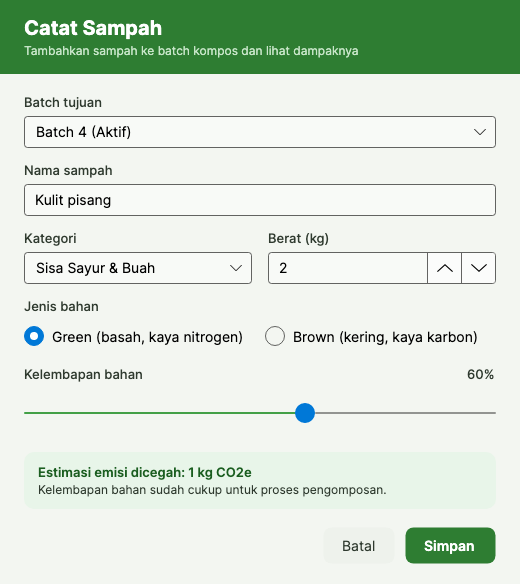 Catat Sampah
Tambahkan sampah ke batch kompos dan lihat dampaknya
Batch tujuan
Batch 4 (Aktif)
Nama sampah
Kulit pisang
Kategori
Berat (kg)
Sisa Sayur & Buah
2
Jenis bahan
Green (basah, kaya nitrogen)
Brown (kering, kaya karbon)
Kelembapan bahan
60%
Estimasi emisi dicegah: 1 kg CO2e
Kelembapan bahan sudah cukup untuk proses pengomposan.
Batal
Simpan